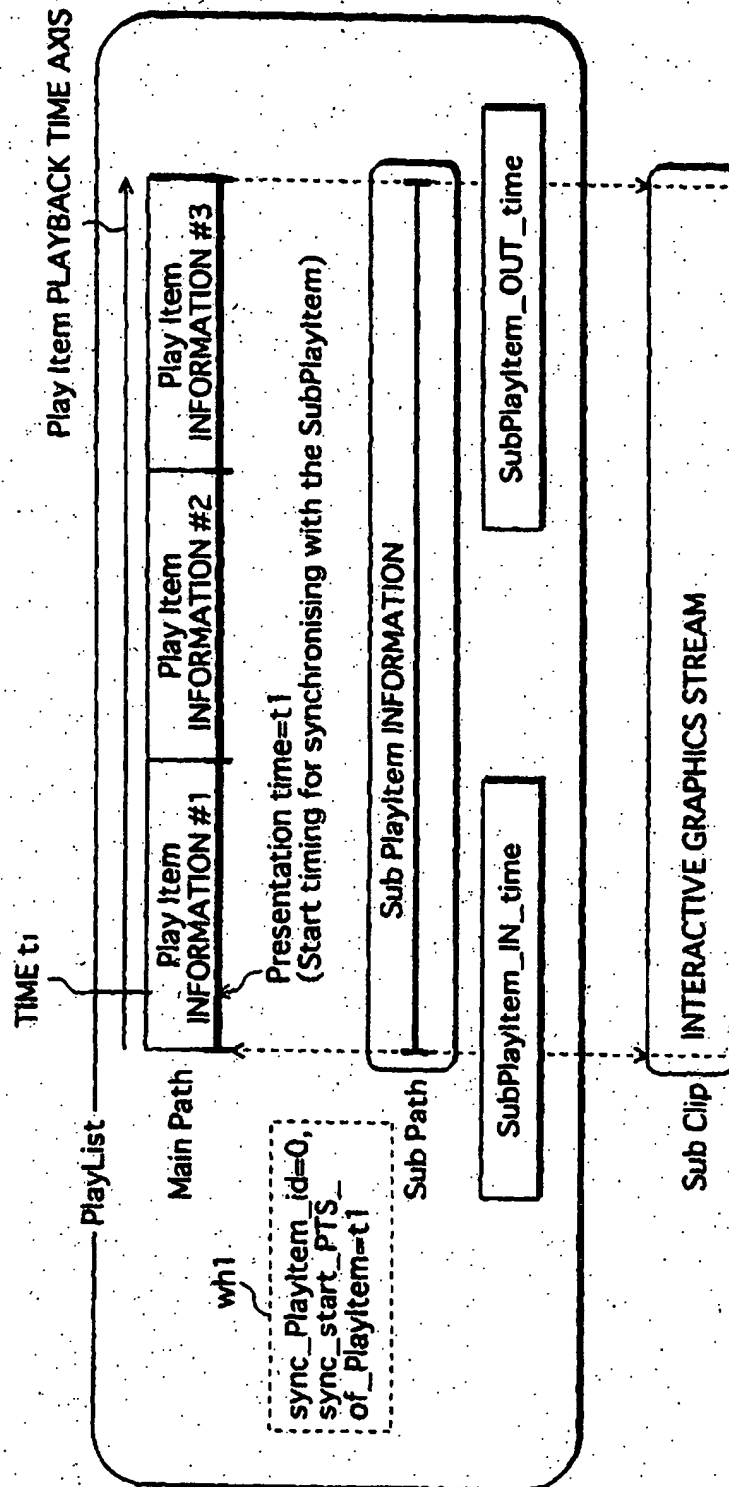 Play Item PLAYBACK TIME AXIS
TIME t1
PlayList
Main Path
Play Item
INFORMATION #1
Play Item
INFORMATION #2
Play Item
INFORMATION #3
Presentation time=t1
(Start timing for synchronising with the SubPlayItem)
wh1
sync_PlayItem_id=0,
sync_start_PTS_
of_PlayItem=t1
Sub Path
Sub PlayItem INFORMATION
SubPlayItem_IN_time
SubPlayItem_OUT_time
Sub Clip
INTERACTIVE GRAPHICS STREAM